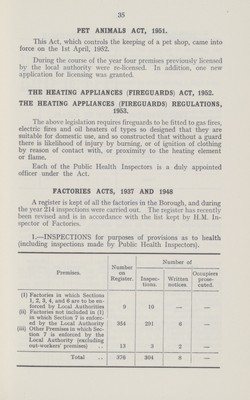 35
PET ANIMALS ACT, 1951.
This Act, which controls the keeping of a pet shop, came into
force on the 1st April, 1952.
During the course of the year four premises previously licensed
by the local authority were re-licensed. In addition, one new
application for licensing was granted.
THE HEATING APPLIANCES (FIREGUARDS) ACT, 1952.
THE HEATING APPLIANCES (FIREGUARDS) REGULATIONS,
1953.
The above legislation requires fireguards to be fitted to gas fires,
electric fires and oil heaters of types so designed that they are
suitable for domestic use, and so constructed that without a guard
there is likelihood of injury by burning, or of ignition of clothing
by reason of contact with, or proximity to the heating element
or flame.
Each of the Public Health Inspectors is a duly appointed
officer under the Act.
FACTORIES ACTS, 1937 AND 1948
A register is kept of all the factories in the Borough, and during
the year 214 inspections were carried out. The register has recently
been revised and is in accordance with the list kept by H.M. In-
spector of Factories.
1.—INSPECTIONS for purposes of provisions as to health
(including inspections made by Public Health Inspectors).
Premises.
Number
on
Register.
Number of
Inspec-
tions.
Written
notices.
Occupiers
prose-
cuted.
(i) Factories in which Sections
1, 2, 3, 4, and 6 are to be en-
forced by Local Authorities 9 10 — —
(ii) Factories not included in (1)
in which Section 7 is enforc-
ed by the Local Authority 354 291 6 —
(iii) Other Premises in which Sec-
tion 7 is enforced by the
Local Authority (excluding
out-workers' premises) .. 13 3 2 —
Total .. 376 304 8 —